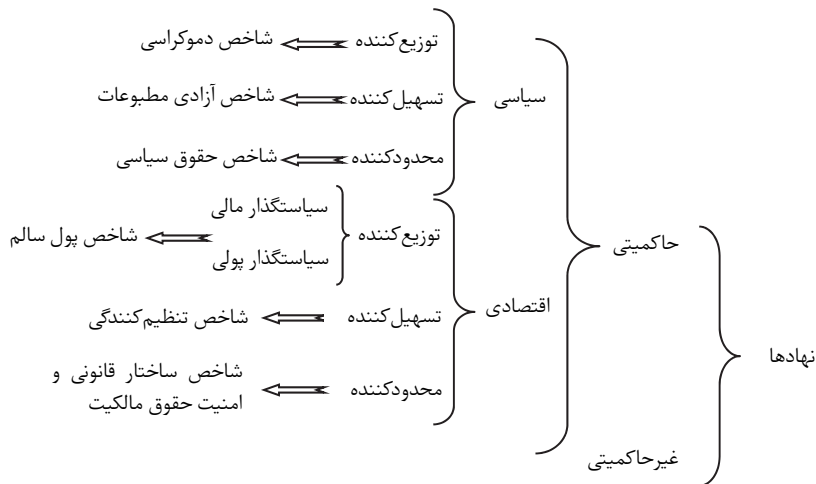 توزیع‌کننده شاخص دموکراسی
سیاسی تسهیل‌کننده شاخص آزادی مطبوعات
محدودکننده شاخص حقوق سیاسی
سیاستگذار مالی
توزیع‌کننده شاخص پول سالم
حاکمیتی
سیاستگذار پولی
اقتصادی تسهیل‌کننده شاخص تنظیم‌کنندگی
نهادها
محدودکننده شاخص ساختار قانونی و
امنیت حقوق مالکیت
غیرحاکمیتی